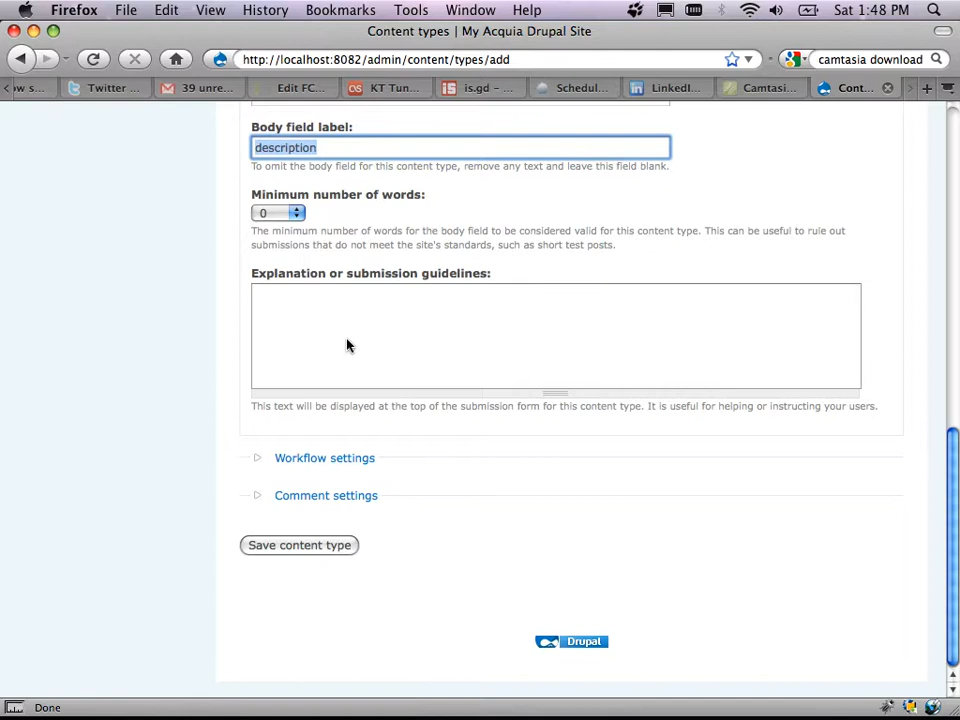 Firefox File Edit View History Bookmarks Tools Window Help Sat 1:48 PM
Content types | My Acquia Drupal Site
http://localhost:8082/admin/content/types/add camtasia download
ow s... Twitter ... 39 unre... Edit FC... KT Tun... is.gd - ... Schedul... LinkedI... Camtasi... Cont...
Body field label:
description
To omit the body field for this content type, remove any text and leave this field blank.
Minimum number of words:
0
The minimum number of words for the body field to be considered valid for this content type. This can be useful to rule out
submissions that do not meet the site's standards, such as short test posts.
Explanation or submission guidelines:
This text will be displayed at the top of the submission form for this content type. It is useful for helping or instructing your users.
Workflow settings
Comment settings
Save content type
Drupal
Done